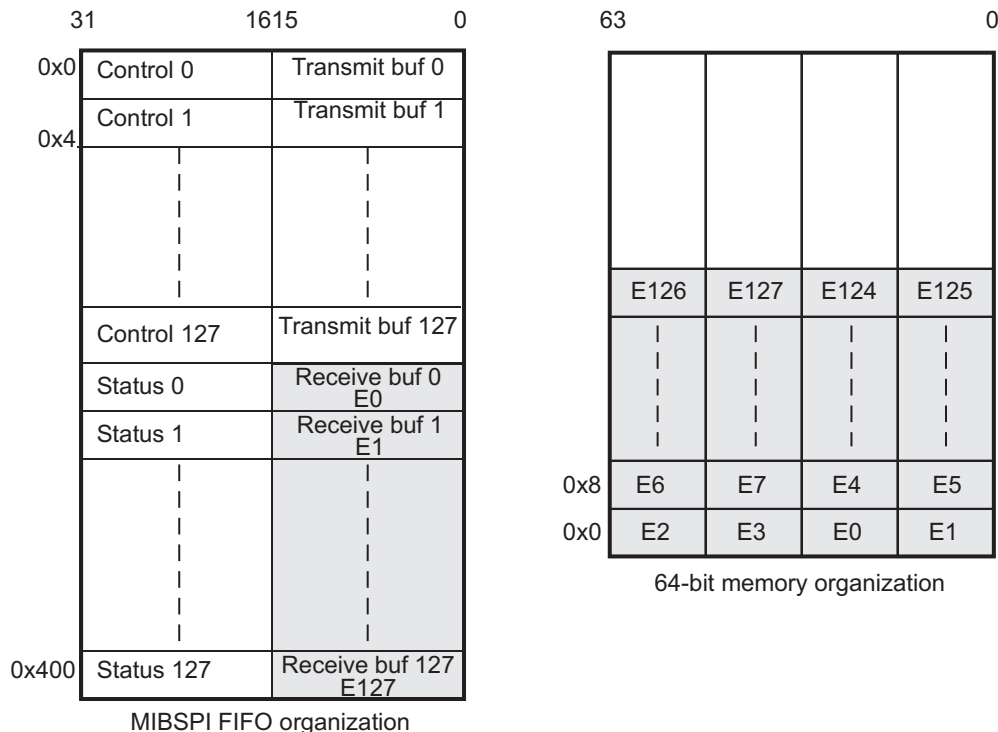 31 1615 0
0x0 Control 0 Transmit buf 0
Control 1 Transmit buf 1
0x4
Control 127 Transmit buf 127
Status 0 Receive buf 0
E0
Status 1 Receive buf 1
E1
0x400 Status 127 Receive buf 127
E127
MIBSPI FIFO organization
63 0
E126 E127 E124 E125
0x8 E6 E7 E4 E5
0x0 E2 E3 E0 E1
64-bit memory organization